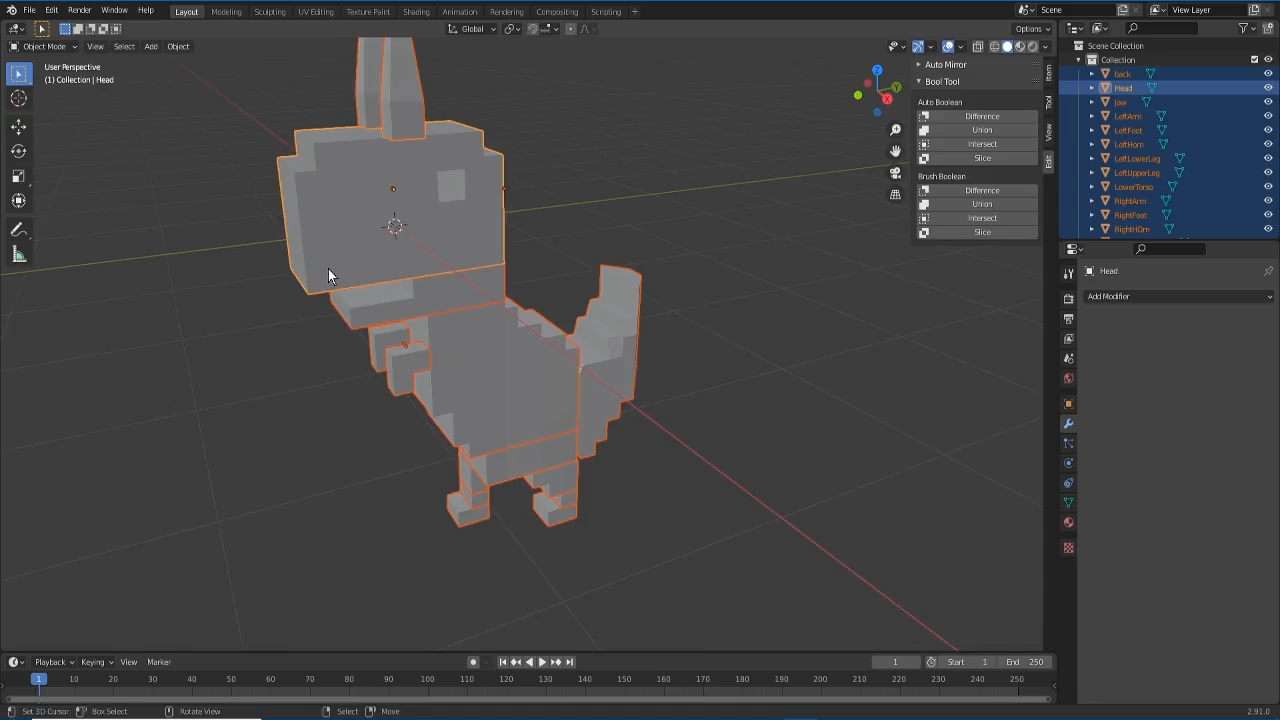 File Edit Render Window Help Layout Modeling Sculpting UV Editing Texture Paint Shading Animation Rendering Compositing Scripting + Scene View Layer
Global Options
Object Mode View Select Add Object
User Perspective
(1) Collection | Head
Z
Y
X
Auto Mirror
Bool Tool
Auto Boolean
Difference
Union
Intersect
Slice
Brush Boolean
Difference
Union
Intersect
Slice
Item
Tool
View
Edit
Scene Collection
Collection
back
Head
jaw
LeftArm
LeftFoot
LeftHorn
LeftLowerLeg
LeftUpperLeg
LowerTorso
RightArm
RightFoot
RightHOrn
Head
Add Modifier
Playback Keying View Marker 1 Start 1 End 250
1 10 20 30 40 50 60 70 80 90 100 110 120 130 140 150 160 170 180 190 200 210 220 230 240 250
Set 3D Cursor Box Select Rotate View Select Move 2.91.0